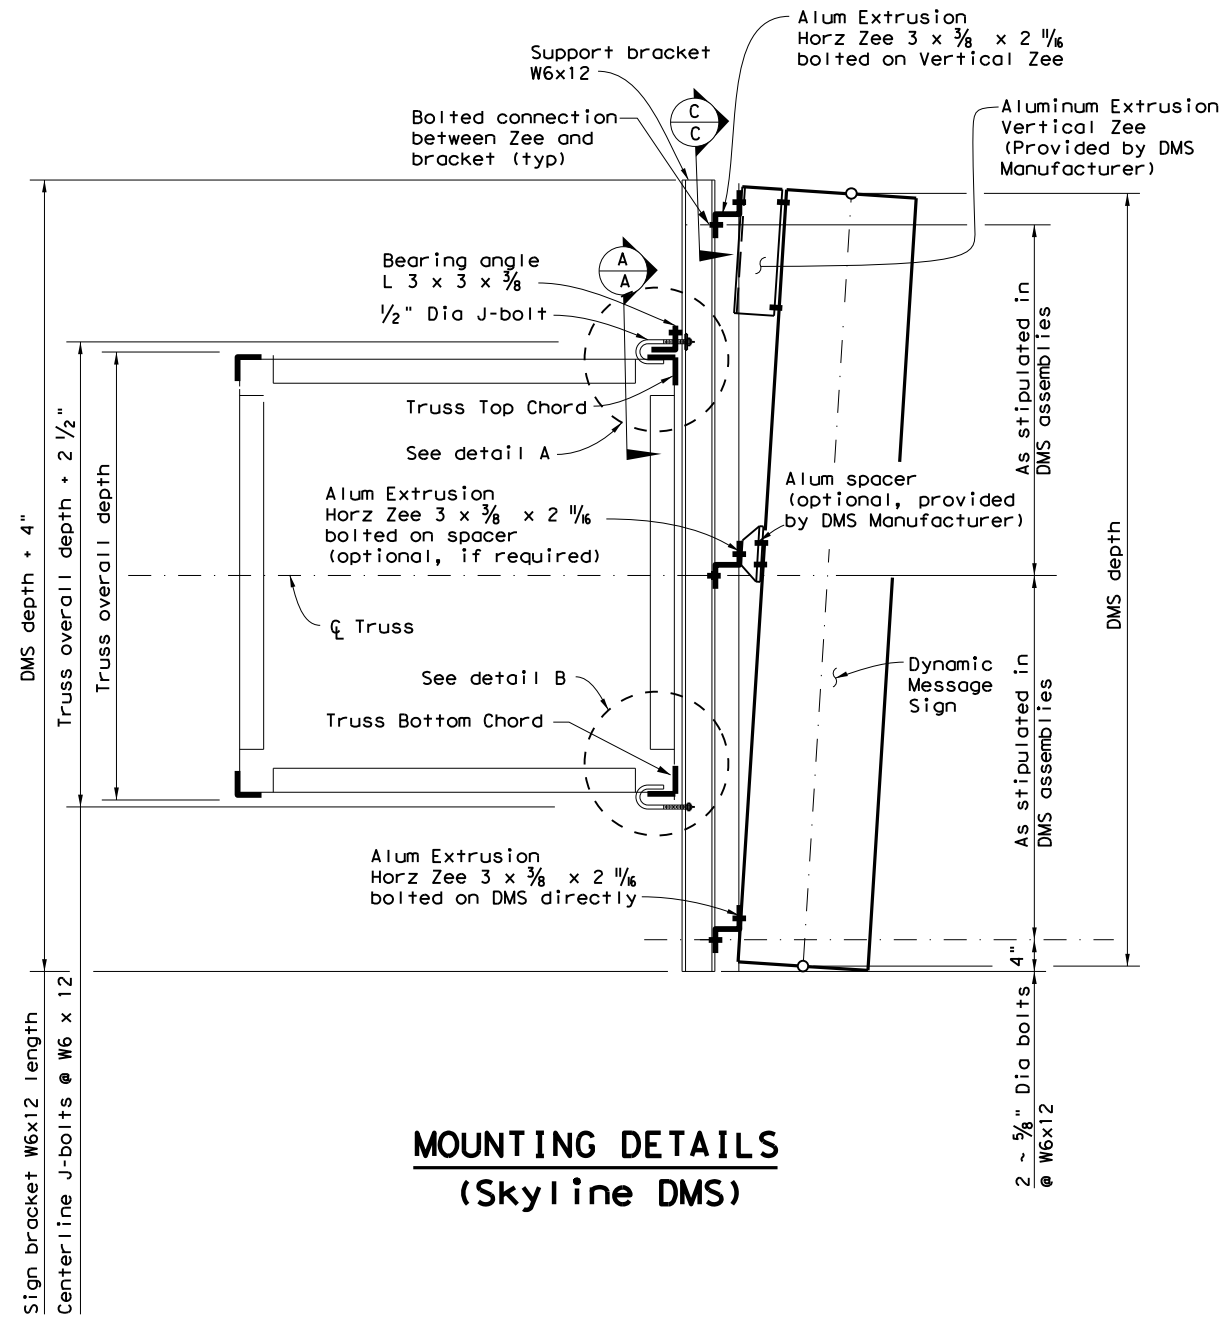 Alum Extrusion
Horz Zee 3 x 3/8 x 2 11/16
bolted on Vertical Zee
Support bracket
W6x12
Aluminum Extrusion
Vertical Zee
(Provided by DMS
Manufacturer)
Bolted connection
between Zee and
bracket (typ)
C
C
Bearing angle
L 3 x 3 x 3/8
1/2" Dia J-bolt
A
A
Truss Top Chord
See detail A
Alum Extrusion
Horz Zee 3 x 3/8 x 2 11/16
bolted on spacer
(optional, if required)
Alum spacer
(optional, provided
by DMS Manufacturer)
℄ Truss
See detail B
Truss Bottom Chord
Dynamic
Message
Sign
Alum Extrusion
Horz Zee 3 x 3/8 x 2 11/16
bolted on DMS directly
DMS depth + 4"
Truss overall depth + 2 1/2"
Truss overall depth
As stipulated in
DMS assemblies
DMS depth
As stipulated in
DMS assemblies
4"
2 ~ 5/8" Dia bolts
@ W6x12
Sign bracket W6x12 length
Centerline J-bolts @ W6 x 12
MOUNTING DETAILS
(Skyline DMS)